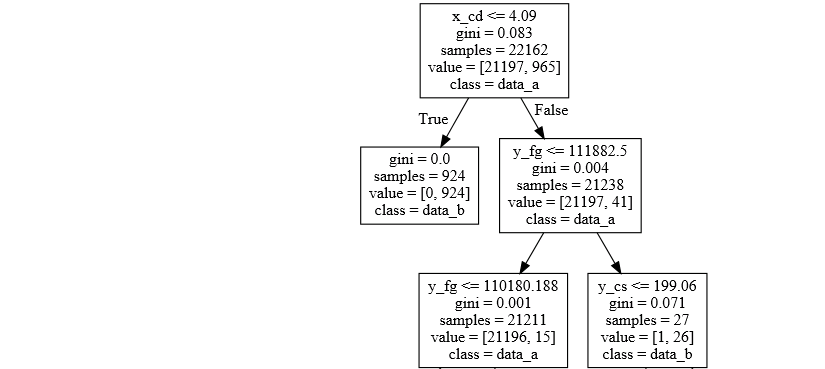 x_cd <= 4.09
gini = 0.083
samples = 22162
value = [21197, 965]
class = data_a
True
False
gini = 0.0
samples = 924
value = [0, 924]
class = data_b
y_fg <= 111882.5
gini = 0.004
samples = 21238
value = [21197, 41]
class = data_a
y_fg <= 110180.188
gini = 0.001
samples = 21211
value = [21196, 15]
class = data_a
y_cs <= 199.06
gini = 0.071
samples = 27
value = [1, 26]
class = data_b